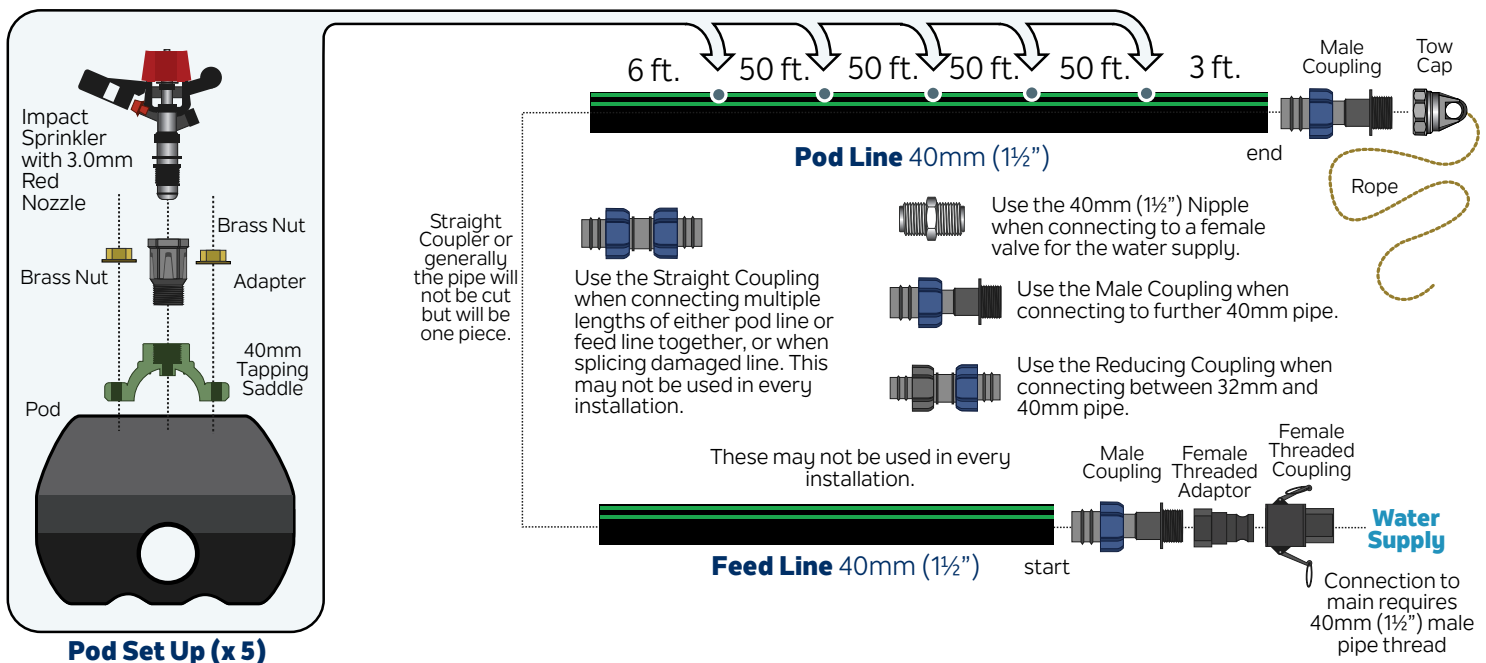 Impact
Sprinkler
with 3.0mm
Red
Nozzle
Brass Nut
Brass Nut
Adapter
40mm
Tapping
Saddle
Pod
Pod Set Up (x 5)
6 ft.
50 ft.
50 ft.
50 ft.
50 ft.
3 ft.
Male
Coupling
Tow
Cap
Pod Line 40mm (1½”)
end
Rope
Straight
Coupler or
generally
the pipe will
not be cut
but will be
one piece.
Use the Straight Coupling
when connecting multiple
lengths of either pod line or
feed line together, or when
splicing damaged line. This
may not be used in every
installation.
Use the 40mm (1½”) Nipple
when connecting to a female
valve for the water supply.
Use the Male Coupling when
connecting to further 40mm pipe.
Use the Reducing Coupling when
connecting between 32mm and
40mm pipe.
These may not be used in every
installation.
Male
Coupling
Female
Threaded
Adaptor
Female
Threaded
Coupling
Feed Line 40mm (1½”)
start
Water
Supply
Connection to
main requires
40mm (1½”) male
pipe thread